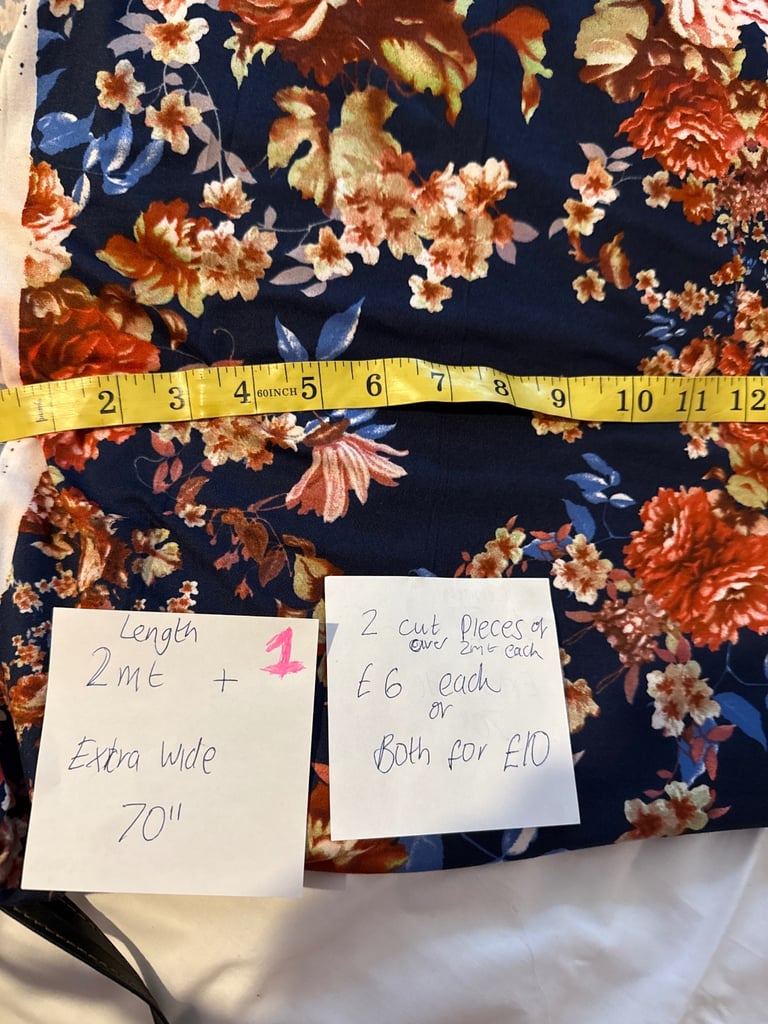 2 3 4 60INCH 5 6 7 8 9 10 11 12
Length
2mt + 1
Extra Wide
70"
2 cut pieces of
over 2mt each
£6 each
or
Both for £10